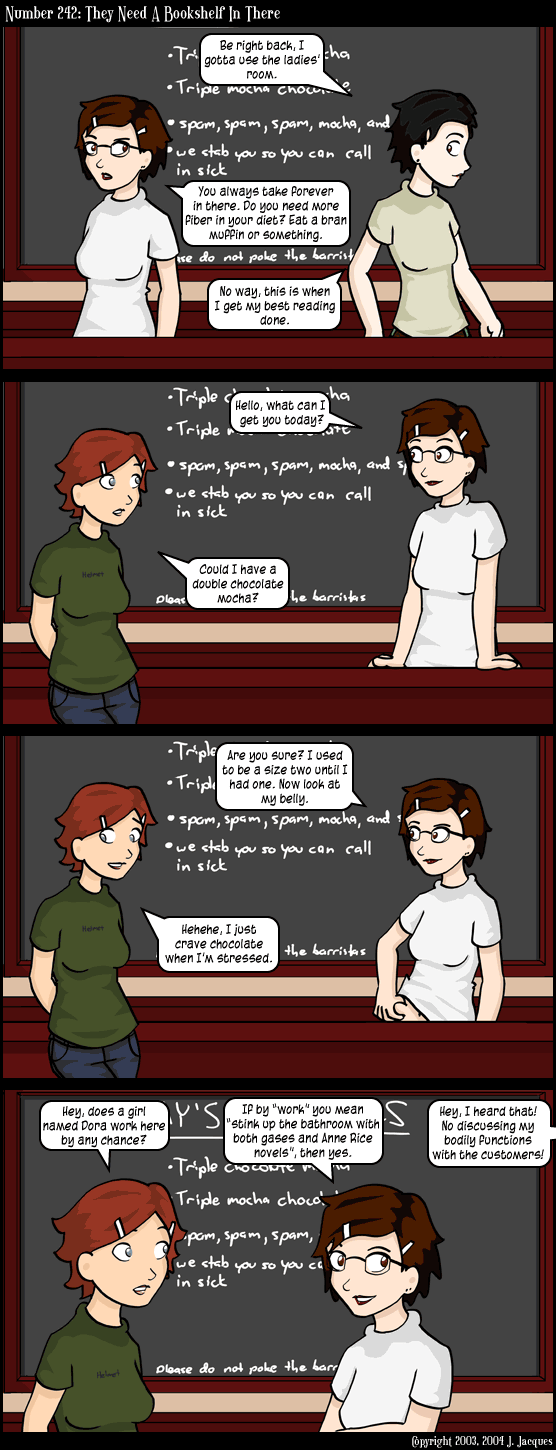 Number 242: They Need A Bookshelf In There
Be right back, I
gotta use the ladies'
room.
• Triple mocha chocolate
• spam, spam, spam, mocha, and
• we stab you so you can call
in sick
You always take forever
in there. Do you need more
fiber in your diet? Eat a bran
muffin or something.
do not poke the barristas
No way, this is when
I get my best reading
done.
• Triple
Hello, what can I
get you today?
• Triple
• spam, spam, spam, mocha, and
• we stab you so you can call
in sick
Helmet
Could I have a
double chocolate
mocha?
the barristas
Are you sure? I used
to be a size two until I
had one. Now look at
my belly.
• spam, spam, spam, mocha, and
• we stab you so you can call
in sick
Helmet
Hehehe, I just
crave chocolate
when I'm stressed.
the barristas
Hey, does a girl
named Dora work here
by any chance?
If by "work" you mean
"stink up the bathroom with
both gases and Anne Rice
novels", then yes.
Hey, I heard that!
No discussing my
bodily functions
with the customers!
• Triple chocolate
Triple mocha
spam, spam, spam,
we stab you so you
in sick
Helmet
Please do not poke the
Copyright 2003, 2004 J. Jacques